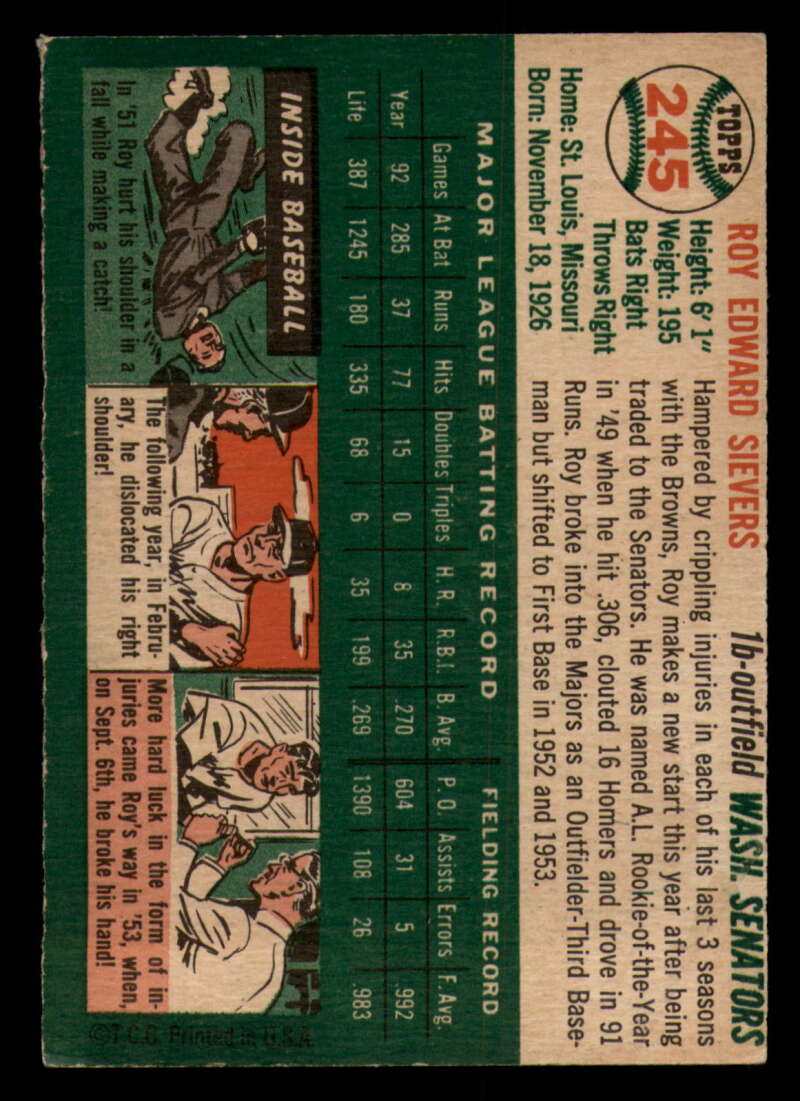 TOPPS
245
ROY EDWARD SIEVERS
1b-outfield WASH. SENATORS
Height: 6' 1"
Weight: 195
Bats Right
Throws Right
Home: St. Louis, Missouri
Born: November 18, 1926
Hampered by crippling injuries in each of his last 3 seasons
with the Browns, Roy makes a new start this year after being
traded to the Senators. He was named A.L. Rookie-of-the-Year
in '49 when he hit .306, clouted 16 Homers and drove in 91
Runs. Roy broke into the Majors as an Outfielder-Third Base-
man but shifted to First Base in 1952 and 1953.
MAJOR LEAGUE BATTING RECORD FIELDING RECORD
Games At Bat Runs Hits Doubles Triples H. R. R.B.I. B. Avg. P. O. Assists Errors F. Avg.
Year 92 285 37 77 15 0 8 35 .270 604 31 5 .992
Life 387 1245 180 335 68 6 35 199 .269 1390 108 26 .983
INSIDE BASEBALL
In '51 Roy hurt his shoulder in a
fall while making a catch!
The following year, in Febru-
ary, he dislocated his right
shoulder!
More hard luck in the form of in-
juries came Roy's way in '53, when,
on Sept. 6th, he broke his hand!
©T.C.G. Printed in U.S.A.